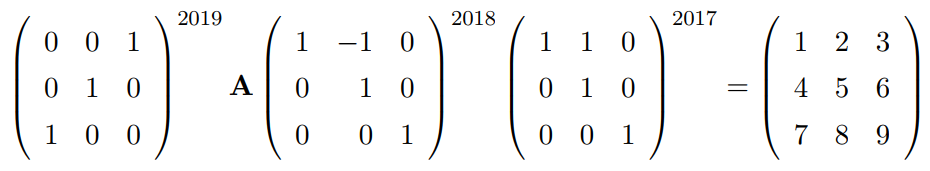 2019 2018 2017
0 0 1 1 −1 0 1 1 0 1 2 3
0 1 0 A 0 1 0 0 1 0 = 4 5 6
1 0 0 0 0 1 0 0 1 7 8 9